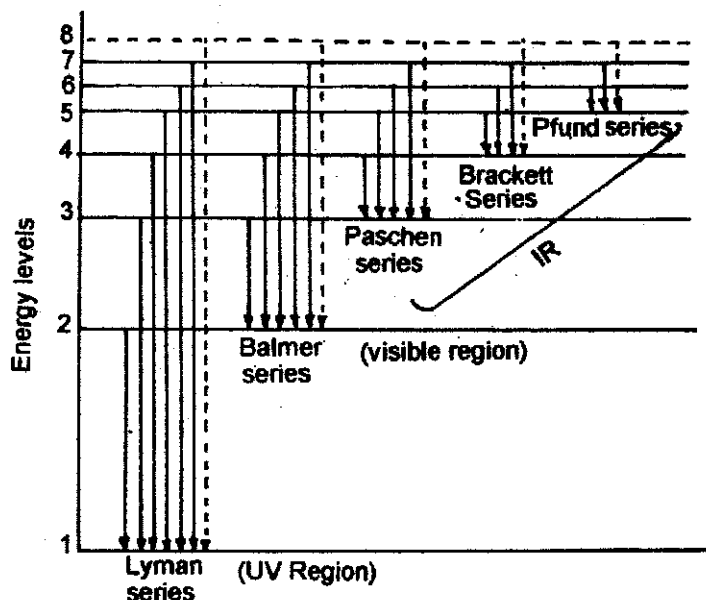 8
7
6
5
Pfund series
4
Brackett
Series
3
Paschen
series
IR
Energy levels
2
Balmer
series
(visible region)
1
Lyman
series
(UV Region)